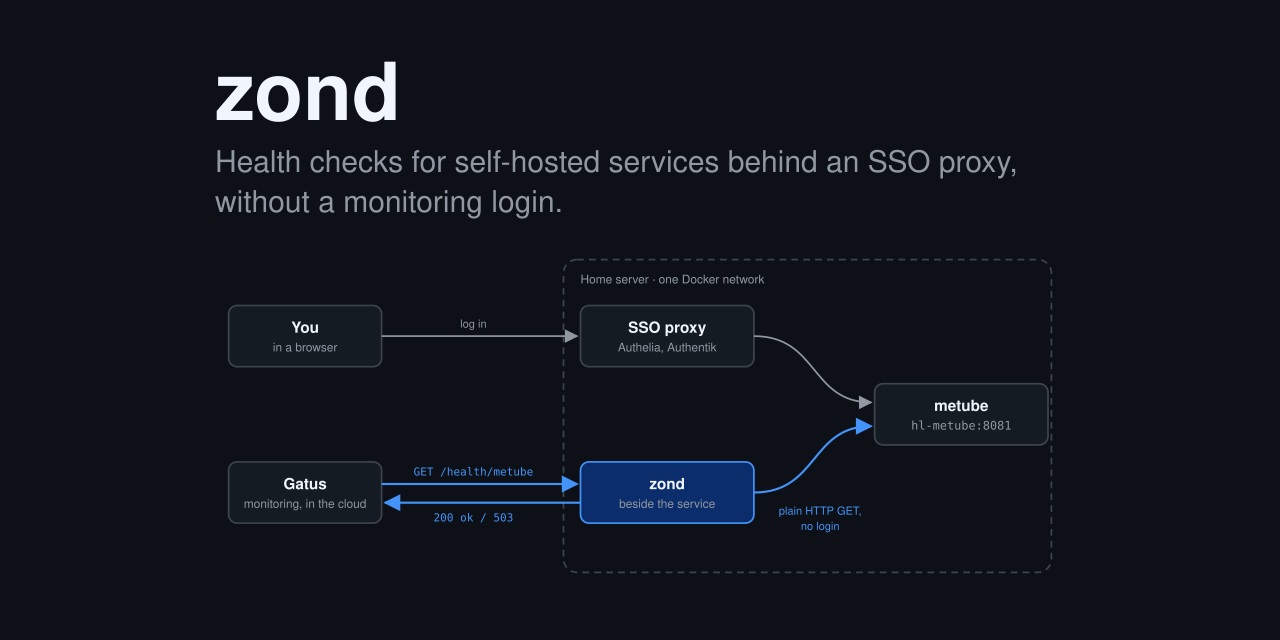 zond
Health checks for self-hosted services behind an SSO proxy,
without a monitoring login.
Home server · one Docker network
You
in a browser
log in
SSO proxy
Authelia, Authentik
metube
hl-metube:8081
Gatus
monitoring, in the cloud
GET /health/metube
200 ok / 503
zond
beside the service
plain HTTP GET,
no login